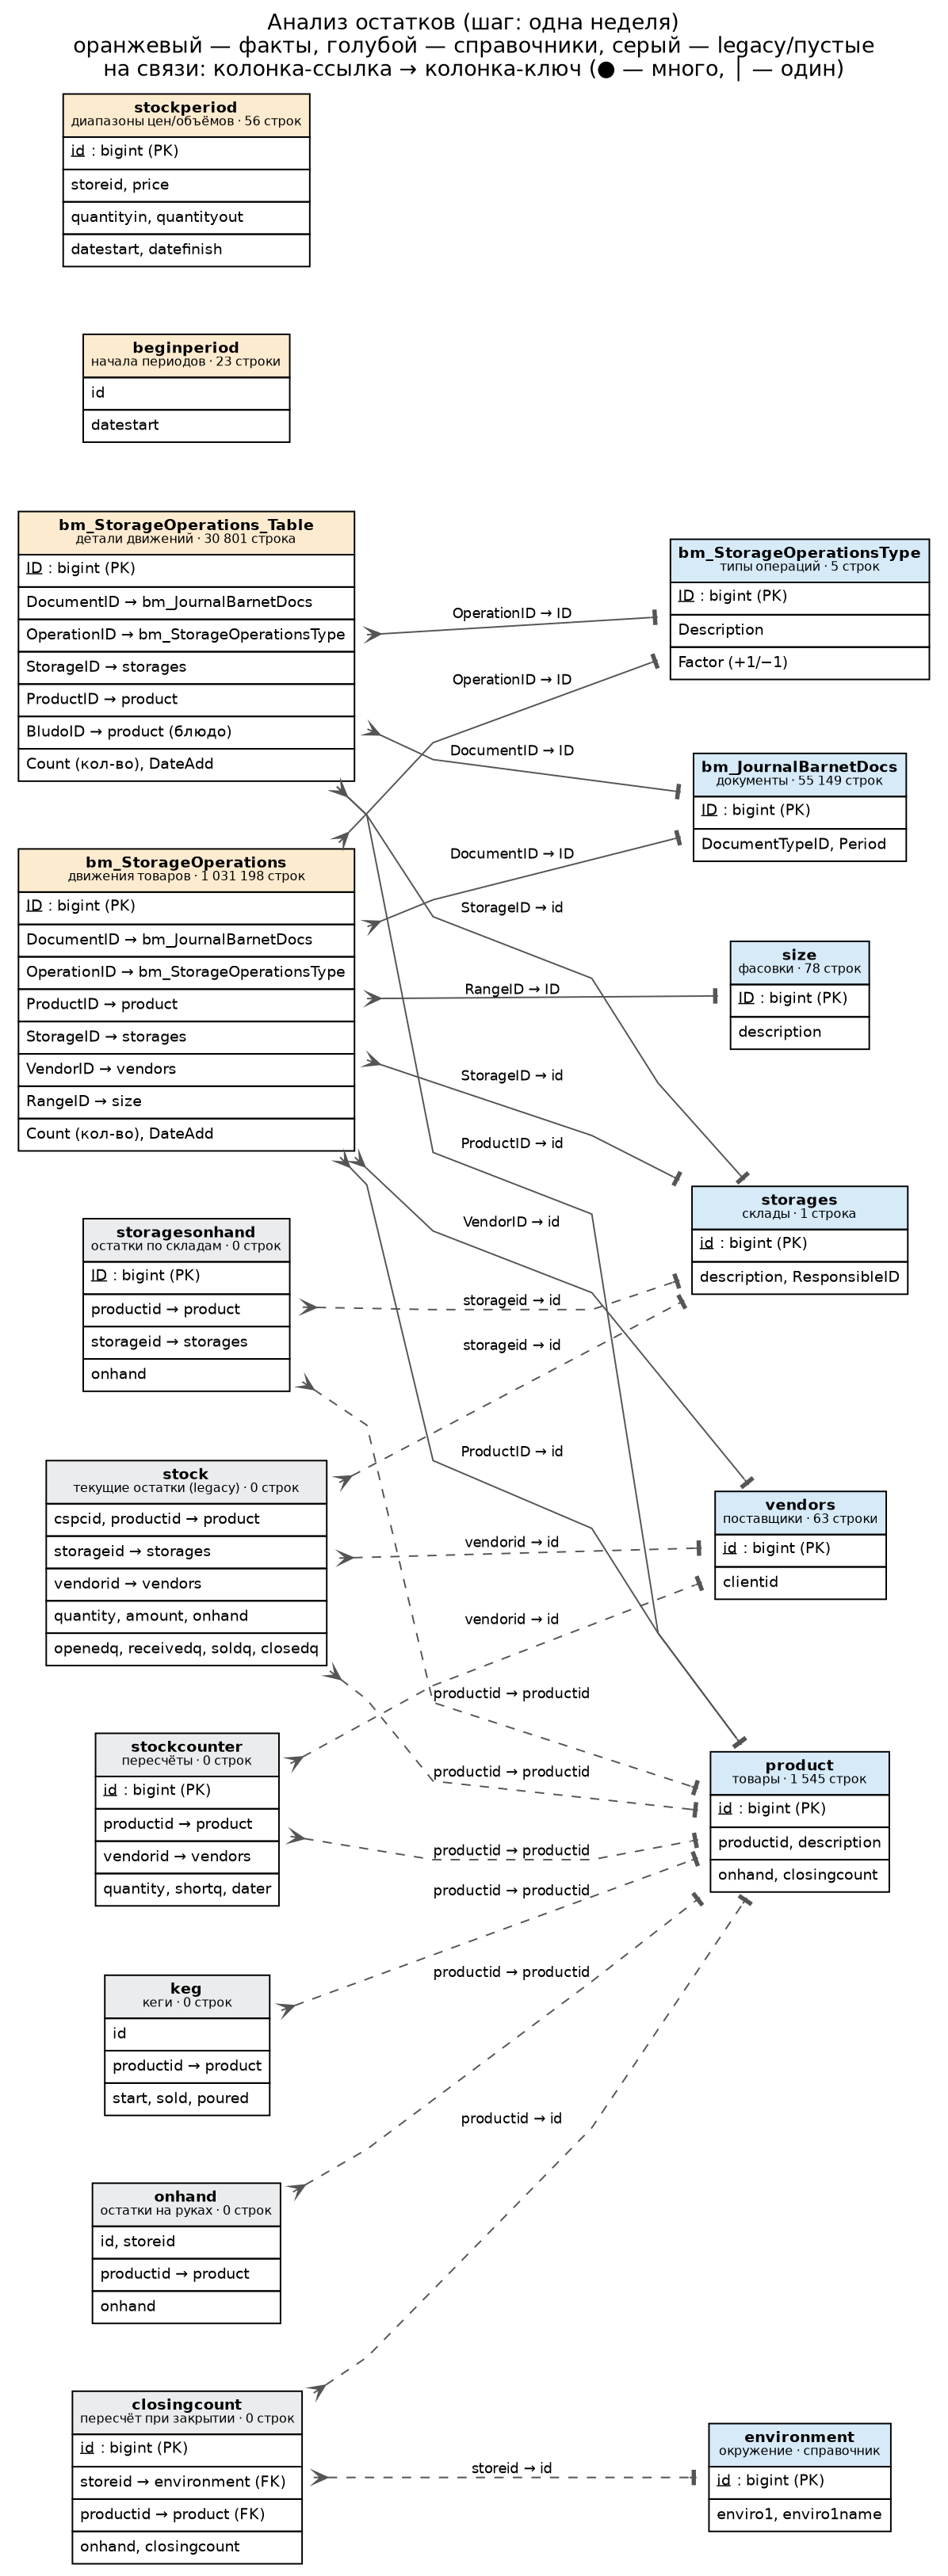 Анализ остатков (шаг: одна неделя)
оранжевый — факты, голубой — справочники, серый — legacy/пустые
на связи: колонка-ссылка → колонка-ключ (● — много, | — один)
stockperiod
диапазоны цен/объёмов · 56 строк
id : bigint (PK)
storeid, price
quantityin, quantityout
datestart, datefinish
beginperiod
начала периодов · 23 строки
id
datestart
bm_StorageOperations_Table
детали движений · 30 801 строка
ID : bigint (PK)
DocumentID → bm_JournalBarnetDocs
OperationID → bm_StorageOperationsType
StorageID → storages
ProductID → product
BludoID → product (блюдо)
Count (кол-во), DateAdd
bm_StorageOperationsType
типы операций · 5 строк
ID : bigint (PK)
Description
Factor (+1/−1)
OperationID → ID
OperationID → ID
DocumentID → ID
bm_JournalBarnetDocs
документы · 55 149 строк
ID : bigint (PK)
DocumentTypeID, Period
bm_StorageOperations
движения товаров · 1 031 198 строк
ID : bigint (PK)
DocumentID → bm_JournalBarnetDocs
OperationID → bm_StorageOperationsType
ProductID → product
StorageID → storages
VendorID → vendors
RangeID → size
Count (кол-во), DateAdd
DocumentID → ID
StorageID → id
RangeID → ID
StorageID → id
ProductID → id
VendorID → id
size
фасовки · 78 строк
ID : bigint (PK)
description
storages
склады · 1 строка
id : bigint (PK)
description, ResponsibleID
storagesonhand
остатки по складам · 0 строк
ID : bigint (PK)
productid → product
storageid → storages
onhand
storageid → id
storageid → id
ProductID → id
stock
текущие остатки (legacy) · 0 строк
cspcid, productid → product
storageid → storages
vendorid → vendors
quantity, amount, onhand
openedq, receivedq, soldq, closedq
vendorid → id
vendorid → id
productid → productid
vendors
поставщики · 63 строки
id : bigint (PK)
clientid
stockcounter
пересчёты · 0 строк
id : bigint (PK)
productid → product
vendorid → vendors
quantity, shortq, dater
productid → productid
productid → productid
productid → productid
productid → productid
product
товары · 1 545 строк
id : bigint (PK)
productid, description
onhand, closingcount
keg
кеги · 0 строк
id
productid → product
start, sold, poured
productid → id
onhand
остатки на руках · 0 строк
id, storeid
productid → product
onhand
closingcount
пересчёт при закрытии · 0 строк
id : bigint (PK)
storeid → environment (FK)
productid → product (FK)
onhand, closingcount
storeid → id
environment
окружение · справочник
id : bigint (PK)
enviro1, enviro1name